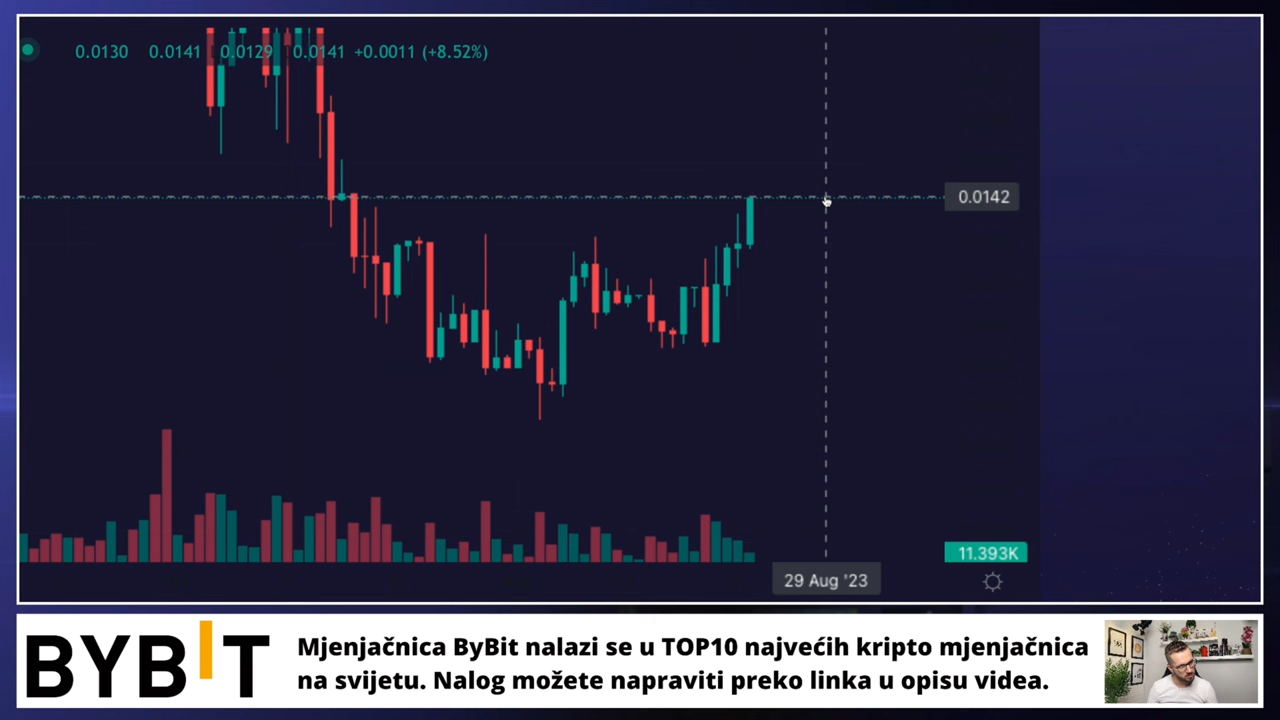 0.0130 0.0141 0.0129 0.0141 +0.0011 (+8.52%)
0.0142
11.393K
29 Aug '23
BYBIT
Mjenjačnica ByBit nalazi se u TOP10 najvećih kripto mjenjačnica
na svijetu. Nalog možete napraviti preko linka u opisu videa.